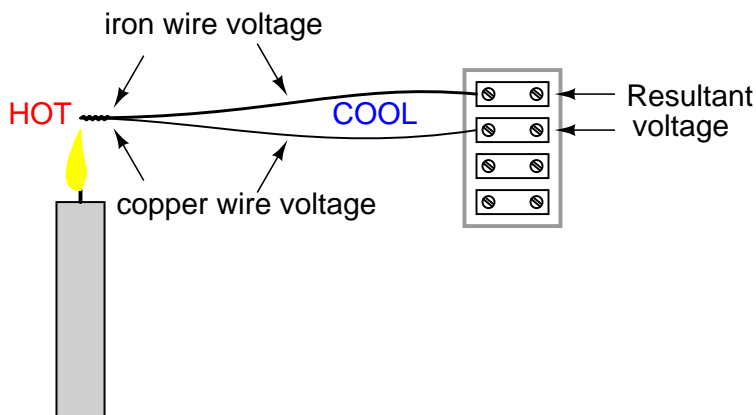 iron wire voltage
HOT
COOL
Resultant
voltage
copper wire voltage